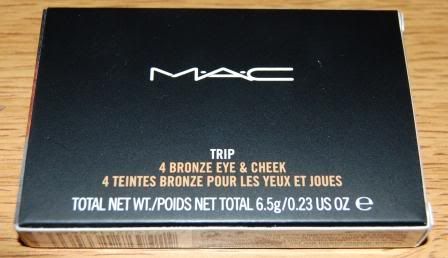 M·A·C
TRIP
4 BRONZE EYE & CHEEK
4 TEINTES BRONZE POUR LES YEUX ET JOUES
TOTAL NET WT./POIDS NET TOTAL 6.5g/0.23 US OZ ℮